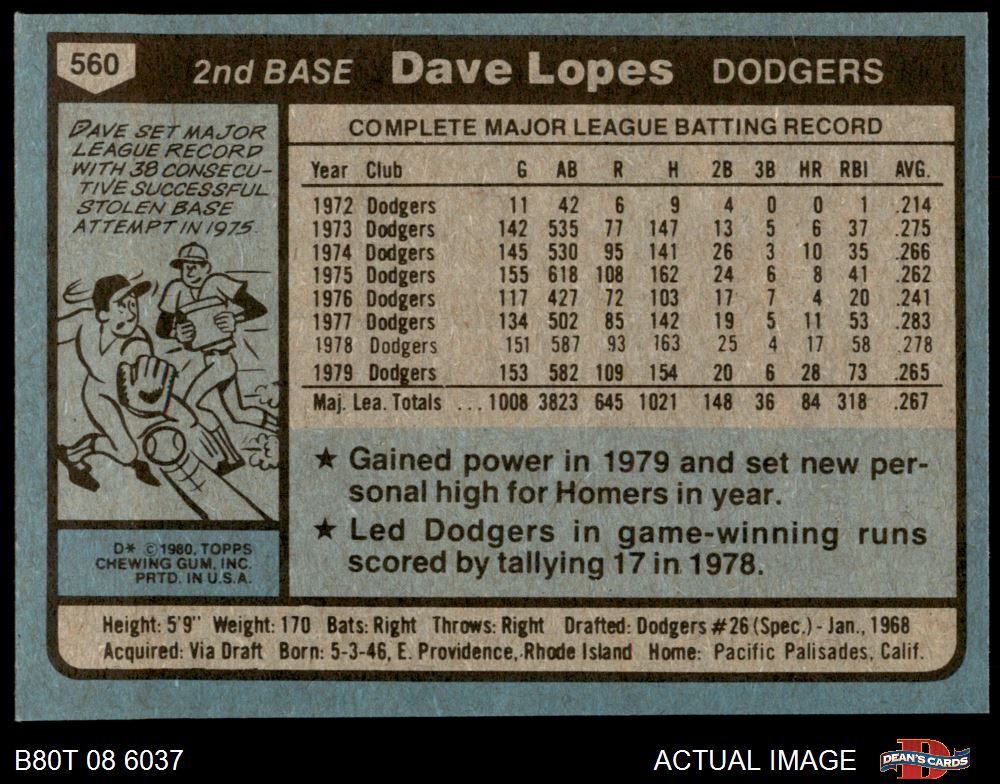 560 2nd BASE Dave Lopes DODGERS
DAVE SET MAJOR
LEAGUE RECORD
WITH 38 CONSECU-
TIVE SUCCESSFUL
STOLEN BASE
ATTEMPT IN 1975.
COMPLETE MAJOR LEAGUE BATTING RECORD
Year Club G AB R H 2B 3B HR RBI AVG.
1972 Dodgers 11 42 6 9 4 0 0 1 .214
1973 Dodgers 142 535 77 147 13 5 6 37 .275
1974 Dodgers 145 530 95 141 26 3 10 35 .266
1975 Dodgers 155 618 108 162 24 6 8 41 .262
1976 Dodgers 117 427 72 103 17 7 4 20 .241
1977 Dodgers 134 502 85 142 19 5 11 53 .283
1978 Dodgers 151 587 93 163 25 4 17 58 .278
1979 Dodgers 153 582 109 154 20 6 28 73 .265
Maj. Lea. Totals ... 1008 3823 645 1021 148 36 84 318 .267
★ Gained power in 1979 and set new per-
sonal high for Homers in year.
★ Led Dodgers in game-winning runs
scored by tallying 17 in 1978.
D* © 1980, TOPPS
CHEWING GUM, INC.
PRTD. IN U.S.A.
Height: 5'9" Weight: 170 Bats: Right Throws: Right Drafted: Dodgers #26 (Spec.) - Jan., 1968
Acquired: Via Draft Born: 5-3-46, E. Providence, Rhode Island Home: Pacific Palisades, Calif.
B80T 08 6037 ACTUAL IMAGE DEAN'S CARDS